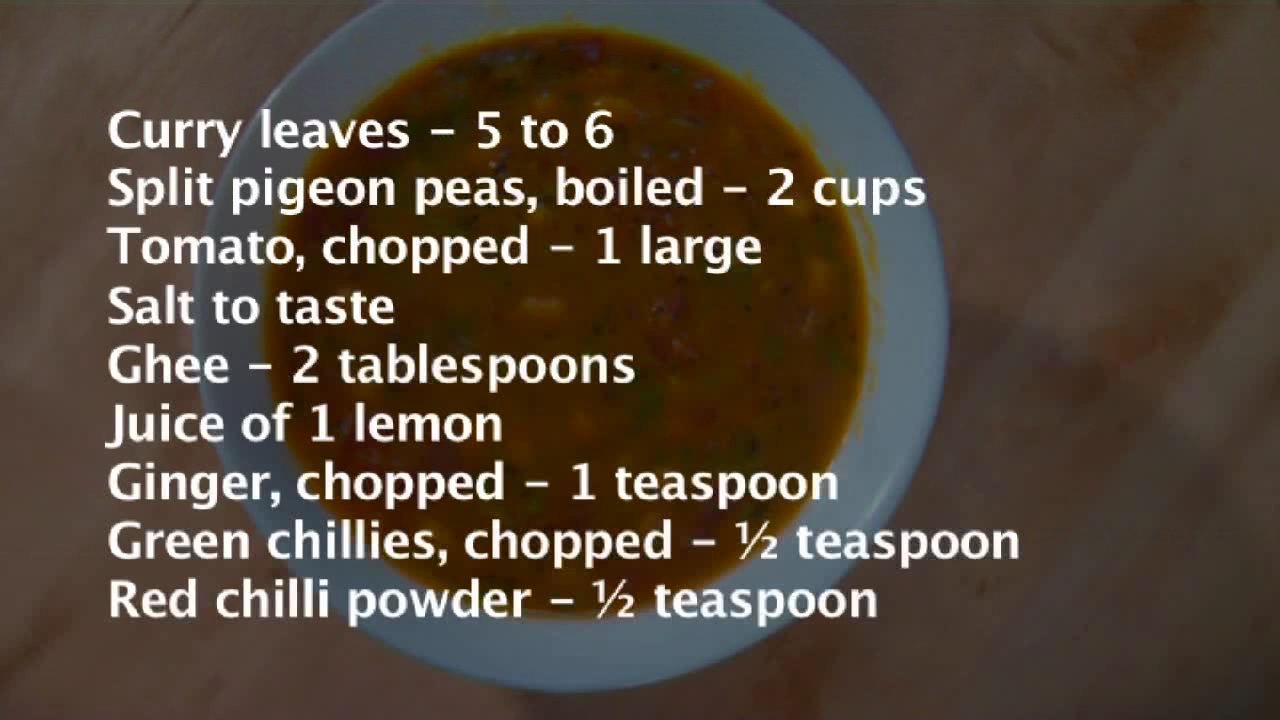 Curry leaves – 5 to 6
Split pigeon peas, boiled – 2 cups
Tomato, chopped – 1 large
Salt to taste
Ghee – 2 tablespoons
Juice of 1 lemon
Ginger, chopped – 1 teaspoon
Green chillies, chopped – ½ teaspoon
Red chilli powder – ½ teaspoon